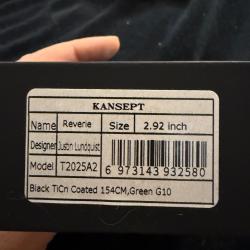 KANSEPT
Name Reverie Size 2.92 inch
Designer Justin Lundquist
Model T2025A2 6 973143 932580
Black TiCn Coated 154CM,Green G10